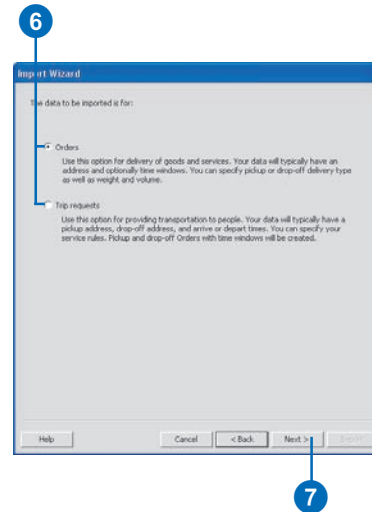 6
Import Wizard
The data to be imported is for:
Orders
Use this option for delivery of goods and services. Your data will typically have an
address and optionally time windows. You can specify pickup or drop-off delivery type
as well as weight and volume.
Trip requests
Use this option for providing transportation to people. Your data will typically have a
pickup address, drop-off address, and arrive or depart times. You can specify your
service rules. Pickup and drop-off Orders with time windows will be created.
Help
Cancel
< Back
Next >
Import
7